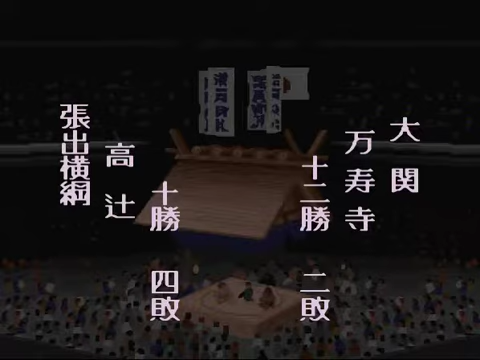 大関
万寿寺
十二勝 二敗
張出横綱
高辻
十勝 四敗